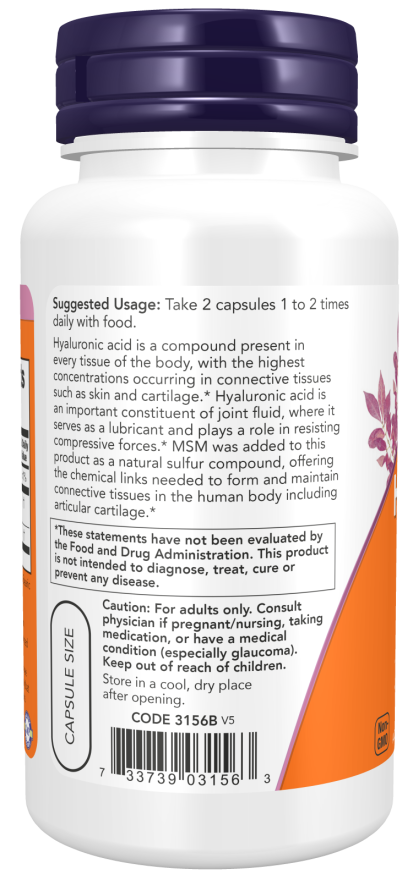 Suggested Usage: Take 2 capsules 1 to 2 times
daily with food.
Hyaluronic acid is a compound present in
every tissue of the body, with the highest
concentrations occurring in connective tissues
such as skin and cartilage.* Hyaluronic acid is
an important constituent of joint fluid, where it
serves as a lubricant and plays a role in resisting
compressive forces.* MSM was added to this
product as a natural sulfur compound, offering
the chemical links needed to form and maintain
connective tissues in the human body including
articular cartilage.*
*These statements have not been evaluated by
the Food and Drug Administration. This product
is not intended to diagnose, treat, cure or
prevent any disease.
CAPSULE SIZE
Caution: For adults only. Consult
physician if pregnant/nursing, taking
medication, or have a medical
condition (especially glaucoma).
Keep out of reach of children.
Store in a cool, dry place
after opening.
CODE 3156B V5
7 33739 03156 3
Non-
GMO